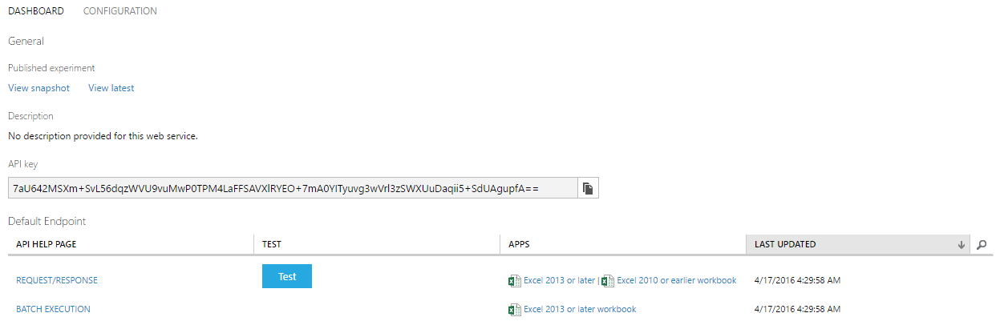 DASHBOARD CONFIGURATION
General
Published experiment
View snapshot View latest
Description
No description provided for this web service.
API key
7aU642MSXm+SvL56dqzWVU9vuMwP0TPM4LaFFSAVXlRYEO+7mA0YITyuvg3wVrl3zSWXUuDaqii5+SdUAgupfA==
Default Endpoint
API HELP PAGE TEST APPS LAST UPDATED
REQUEST/RESPONSE Test Excel 2013 or later | Excel 2010 or earlier workbook 4/17/2016 4:29:58 AM
BATCH EXECUTION Excel 2013 or later workbook 4/17/2016 4:29:58 AM